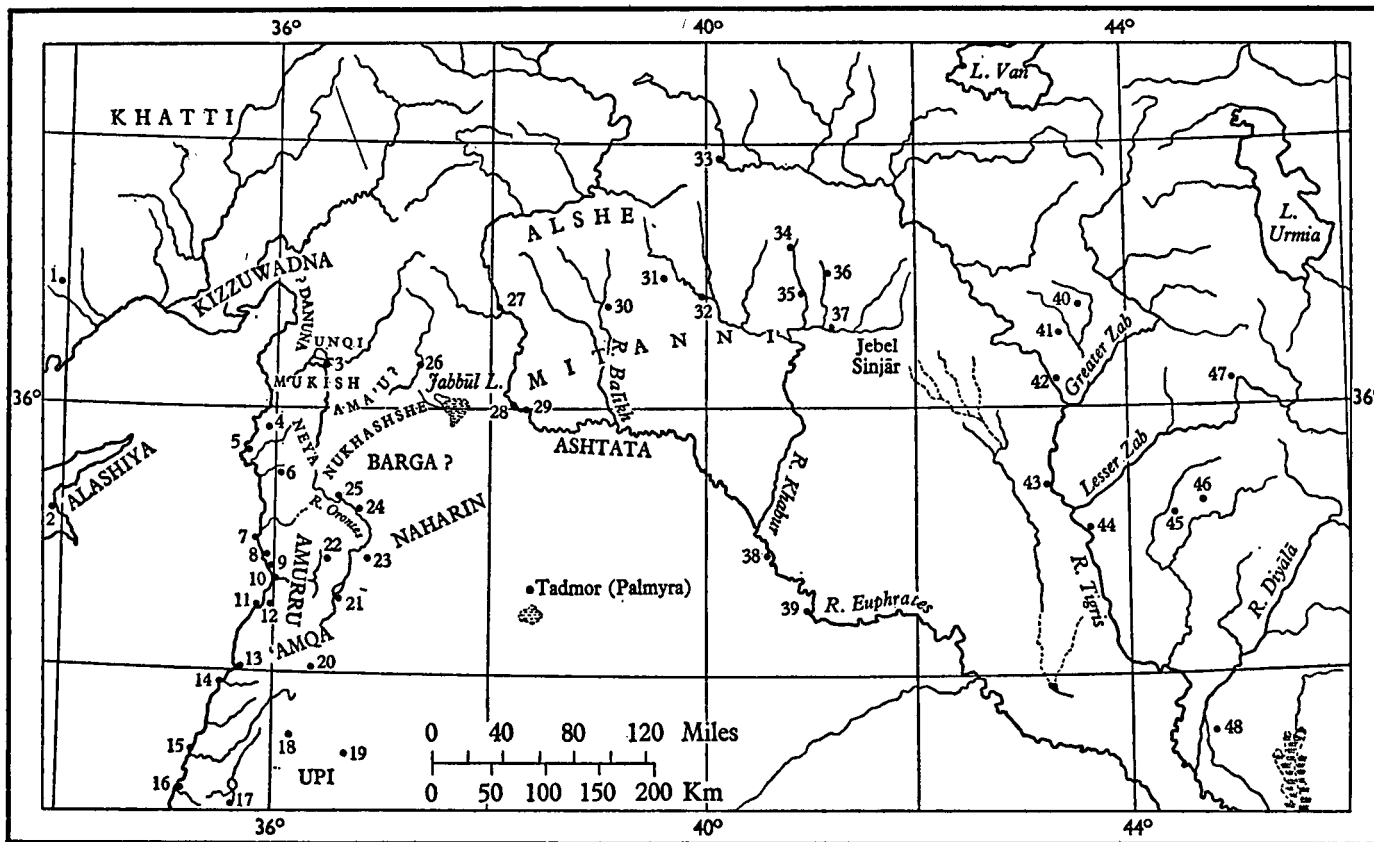 36° 40° 44°
L. Van
KHATTI
33
ALSHE
L. Urmia
34
1
KIZZUWADNA
? DANUNA
31
36
30
35
40
27
32
37
41
UNQI
3
26
MITANNI
R. Balikh
Jebel Sinjār
Greater Zab
MUKISH
Jabbūl L.
42
47
36° 36°
'AMA'U?
28 29
4
NEYA
NUKHASHSHE
ASHTATA
5
BARGA ?
6
R. Khabur
Lesser Zab
ALASHIYA
2
25
24
43
46
R. Orontes
NAHARIN
45
44
7
8
9
22
23
38
10
AMURRU
Tadmor (Palmyra)
R. Tigris
R. Diyālā
11
12
21
39
R. Euphrates
'AMQA
13
20
14
0 40 80 120 Miles
15
18
19
48
UPI
16
17
0 50 100 150 200 Km
36° 40° 44°